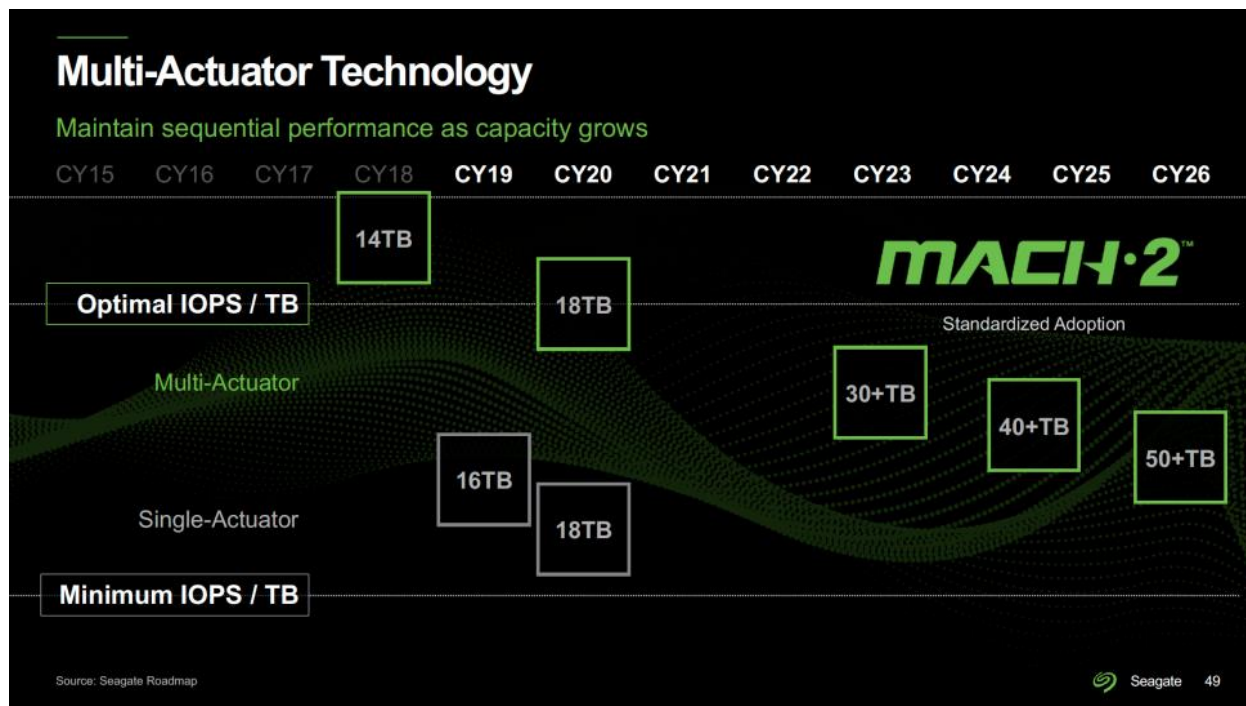 Multi-Actuator Technology
Maintain sequential performance as capacity grows
CY15 CY16 CY17 CY18 CY19 CY20 CY21 CY22 CY23 CY24 CY25 CY26
14TB
MACH·2™
Optimal IOPS / TB
18TB
Standardized Adoption
Multi-Actuator
30+TB
40+TB
50+TB
16TB
Single-Actuator
18TB
Minimum IOPS / TB
Source: Seagate Roadmap
Seagate 49